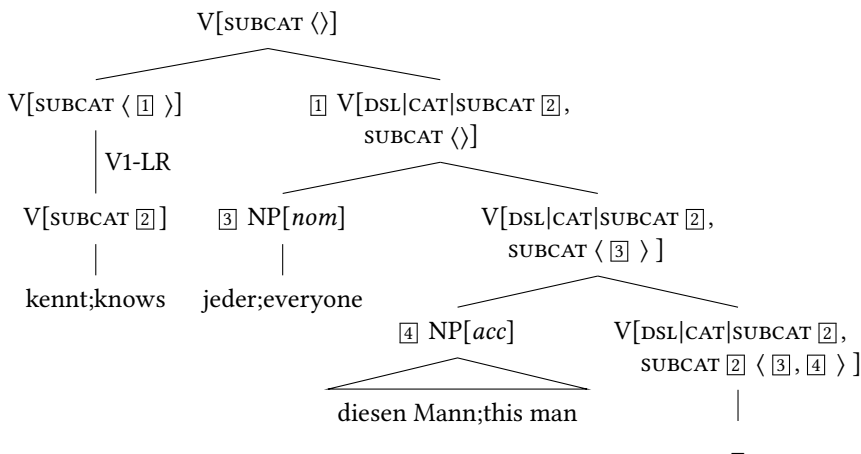 V[SUBCAT ⟨⟩]
V[SUBCAT ⟨ 1 ⟩] 1 V[DSL|CAT|SUBCAT 2,
SUBCAT ⟨⟩]
V1-LR
V[SUBCAT 2] 3 NP[nom] V[DSL|CAT|SUBCAT 2,
SUBCAT ⟨ 3 ⟩ ]
kennt;knows jeder;everyone
4 NP[acc] V[DSL|CAT|SUBCAT 2,
SUBCAT 2 ⟨ 3, 4 ⟩ ]
diesen Mann;this man